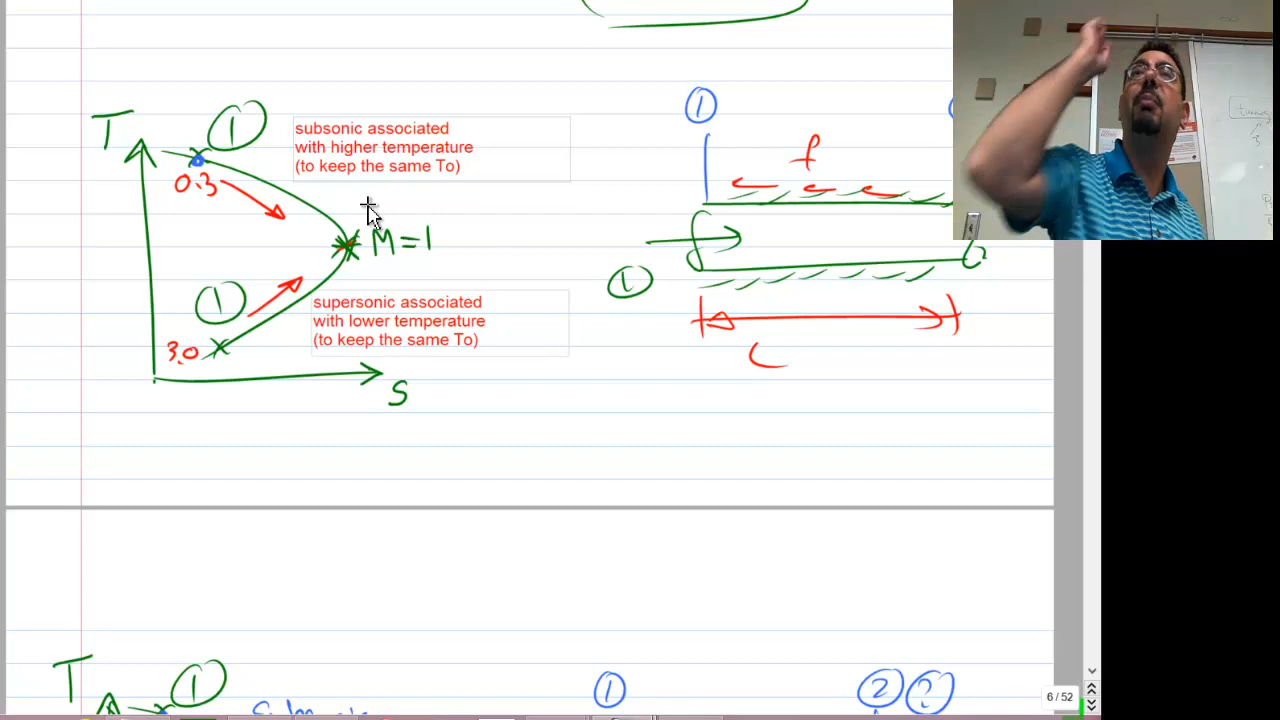 T
①
subsonic associated
with higher temperature
(to keep the same To)
0.3
M=1
①
supersonic associated
with lower temperature
(to keep the same To)
3.0
S
①
f
①
L
T
①
①
② ②
6 / 52